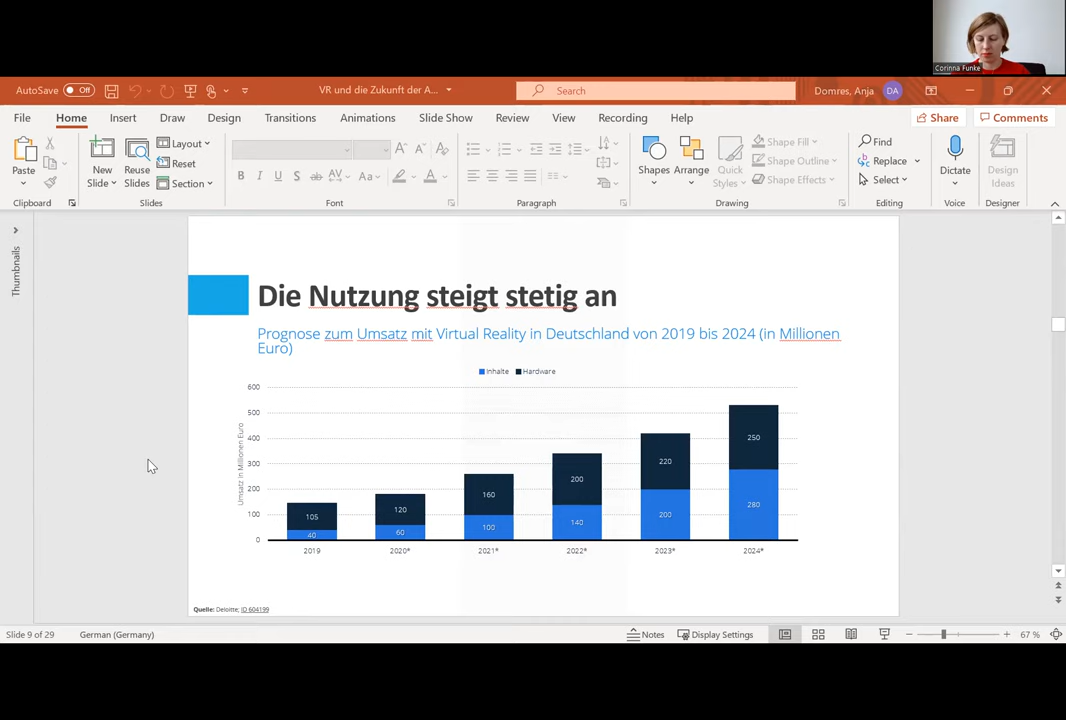 Corinna Funke
AutoSave Off VR und die Zukunft der A... Search Domres, Anja DA
File Home Insert Draw Design Transitions Animations Slide Show Review View Recording Help Share Comments
Paste
Clipboard
New Slides
Reuse Slides
Layout
Reset
Section
Slides
B I U S ab AV Aa A
Font
Paragraph
Shapes Arrange Quick Styles
Shape Fill
Shape Outline
Shape Effects
Drawing
Find
Replace
Select
Editing
Dictate
Voice
Design Ideas
Designer
Thumbnails
Die Nutzung steigt stetig an
Prognose zum Umsatz mit Virtual Reality in Deutschland von 2019 bis 2024 (in Millionen
Euro)
Inhalte Hardware
Umsatz in Millionen Euro
600
500
400
300
200
100
0
105 120 160 200 220 250
40 60 100 140 200 280
2019 2020* 2021* 2022* 2023* 2024*
Quelle: Deloitte; ID 604199
Slide 9 of 29 German (Germany) Notes Display Settings 67 %